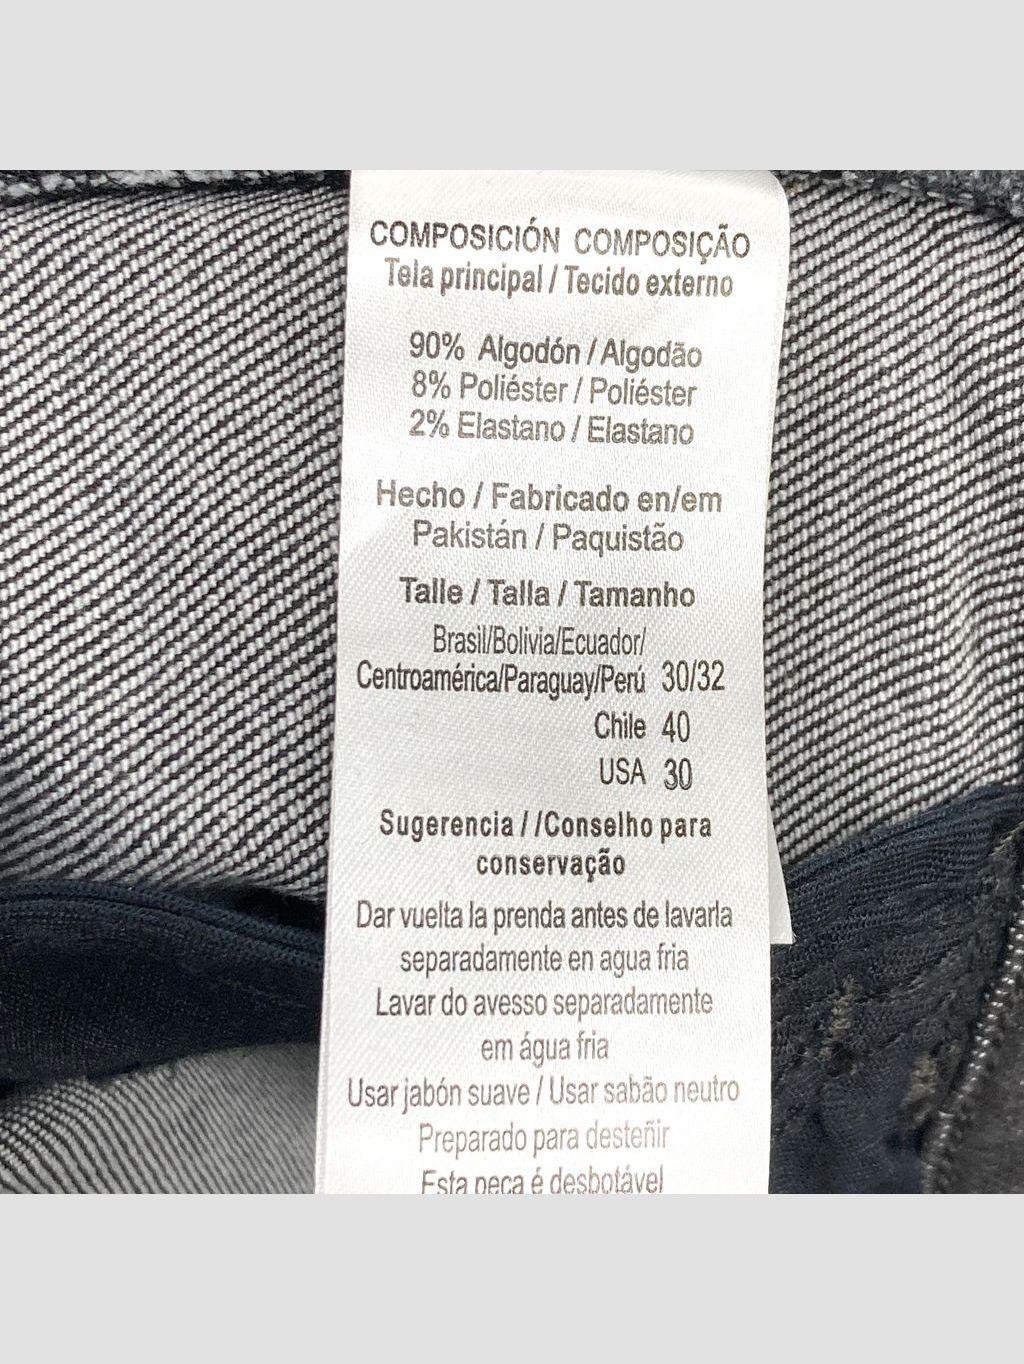 COMPOSICIÓN COMPOSIÇÃO
Tela principal / Tecido externo
90% Algodón / Algodão
8% Poliéster / Poliéster
2% Elastano / Elastano
Hecho / Fabricado en/em
Pakistán / Paquistão
Talle / Talla / Tamanho
Brasil/Bolivia/Ecuador/
Centroamérica/Paraguay/Perú 30/32
Chile 40
USA 30
Sugerencia / /Conselho para
conservação
Dar vuelta la prenda antes de lavarla
separadamente en agua fria
Lavar do avesso separadamente
em água fria
Usar jabón suave / Usar sabão neutro
Preparado para desteñir
Esta peça é desbotável